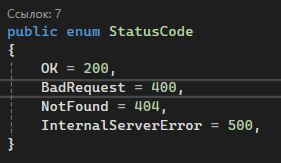 Ссылок: 7
public enum StatusCode
{
OK = 200,
BadRequest = 400,
NotFound = 404,
InternalServerError = 500,
}